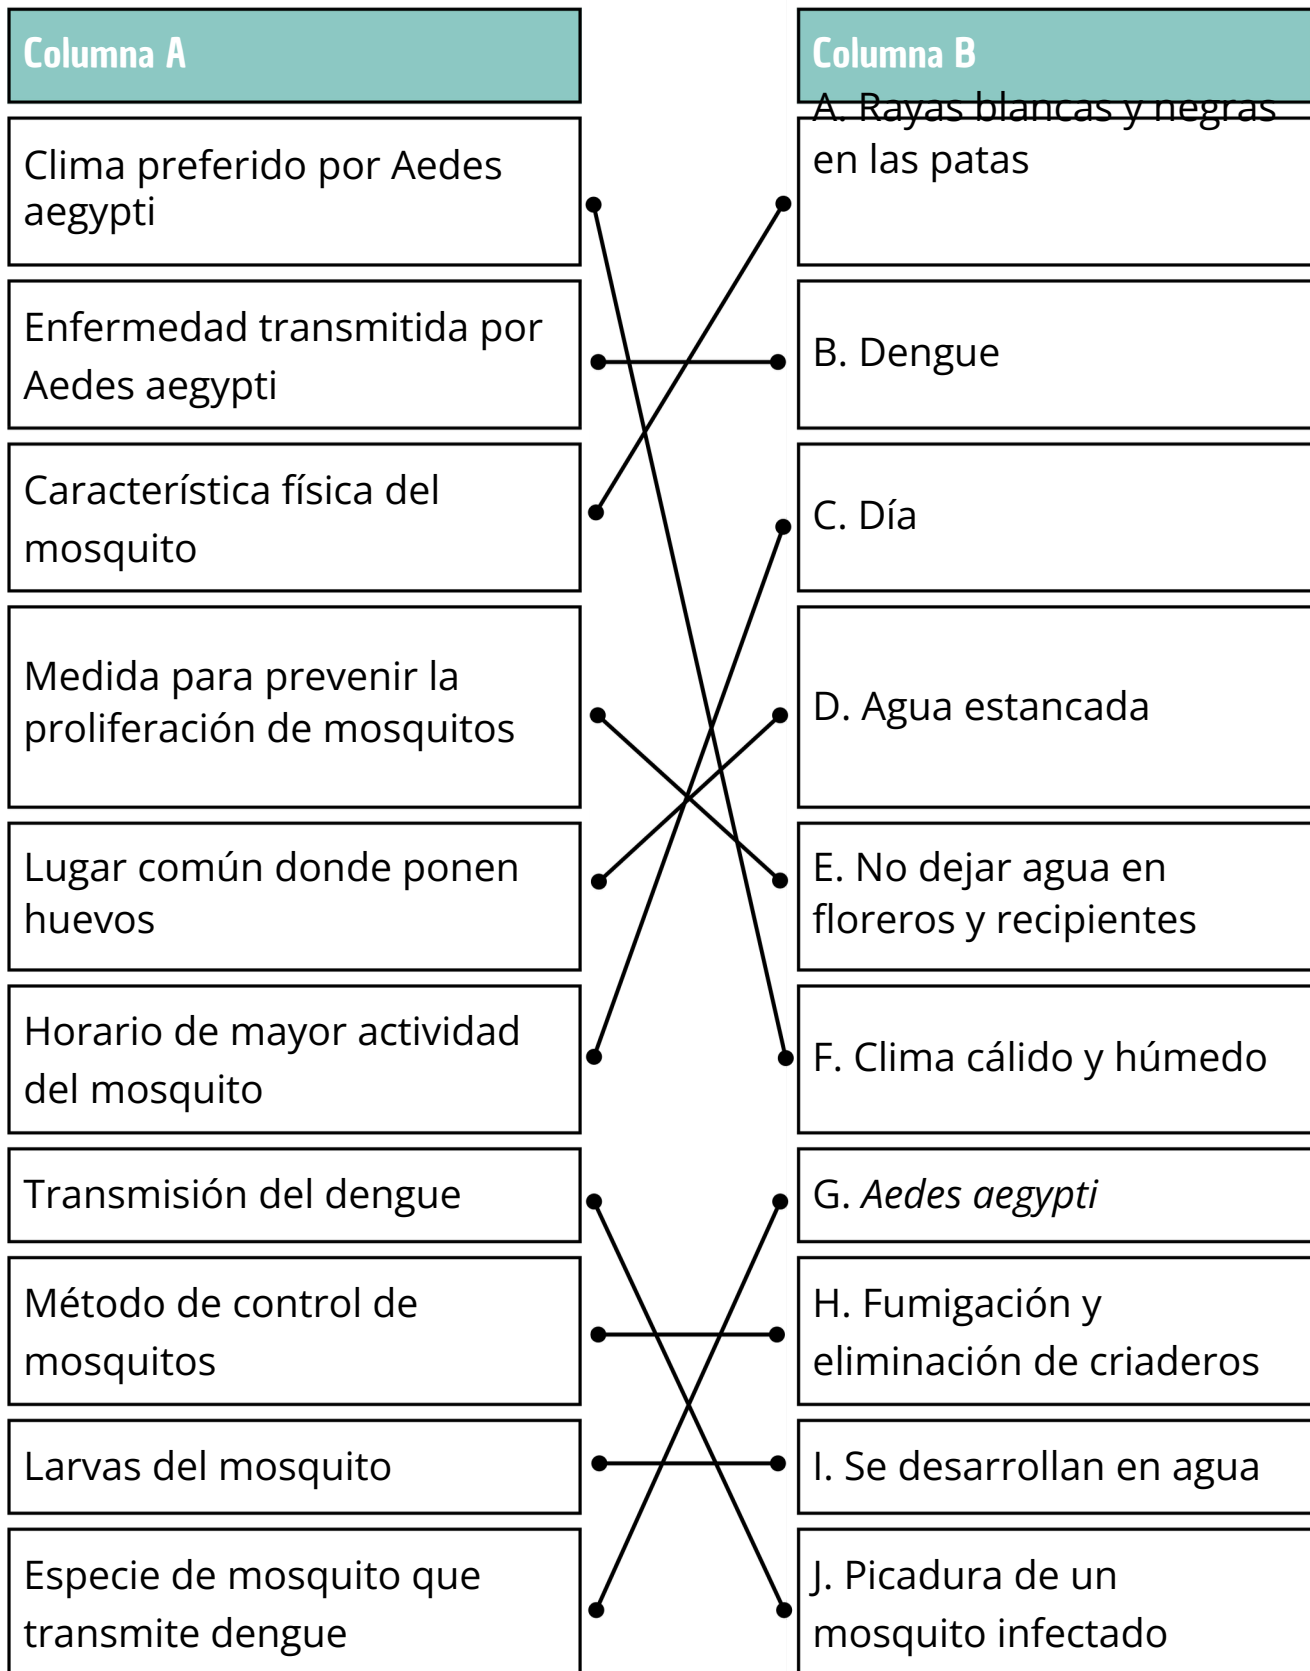 Columna A
Clima preferido por Aedes
aegypti
Enfermedad transmitida por
Aedes aegypti
Característica física del
mosquito
Medida para prevenir la
proliferación de mosquitos
Lugar común donde ponen
huevos
Horario de mayor actividad
del mosquito
Transmisión del dengue
Método de control de
mosquitos
Larvas del mosquito
Especie de mosquito que
transmite dengue
Columna B
A. Rayas blancas y negras
en las patas
B. Dengue
C. Día
D. Agua estancada
E. No dejar agua en
floreros y recipientes
F. Clima cálido y húmedo
G. Aedes aegypti
H. Fumigación y
eliminación de criaderos
I. Se desarrollan en agua
J. Picadura de un
mosquito infectado